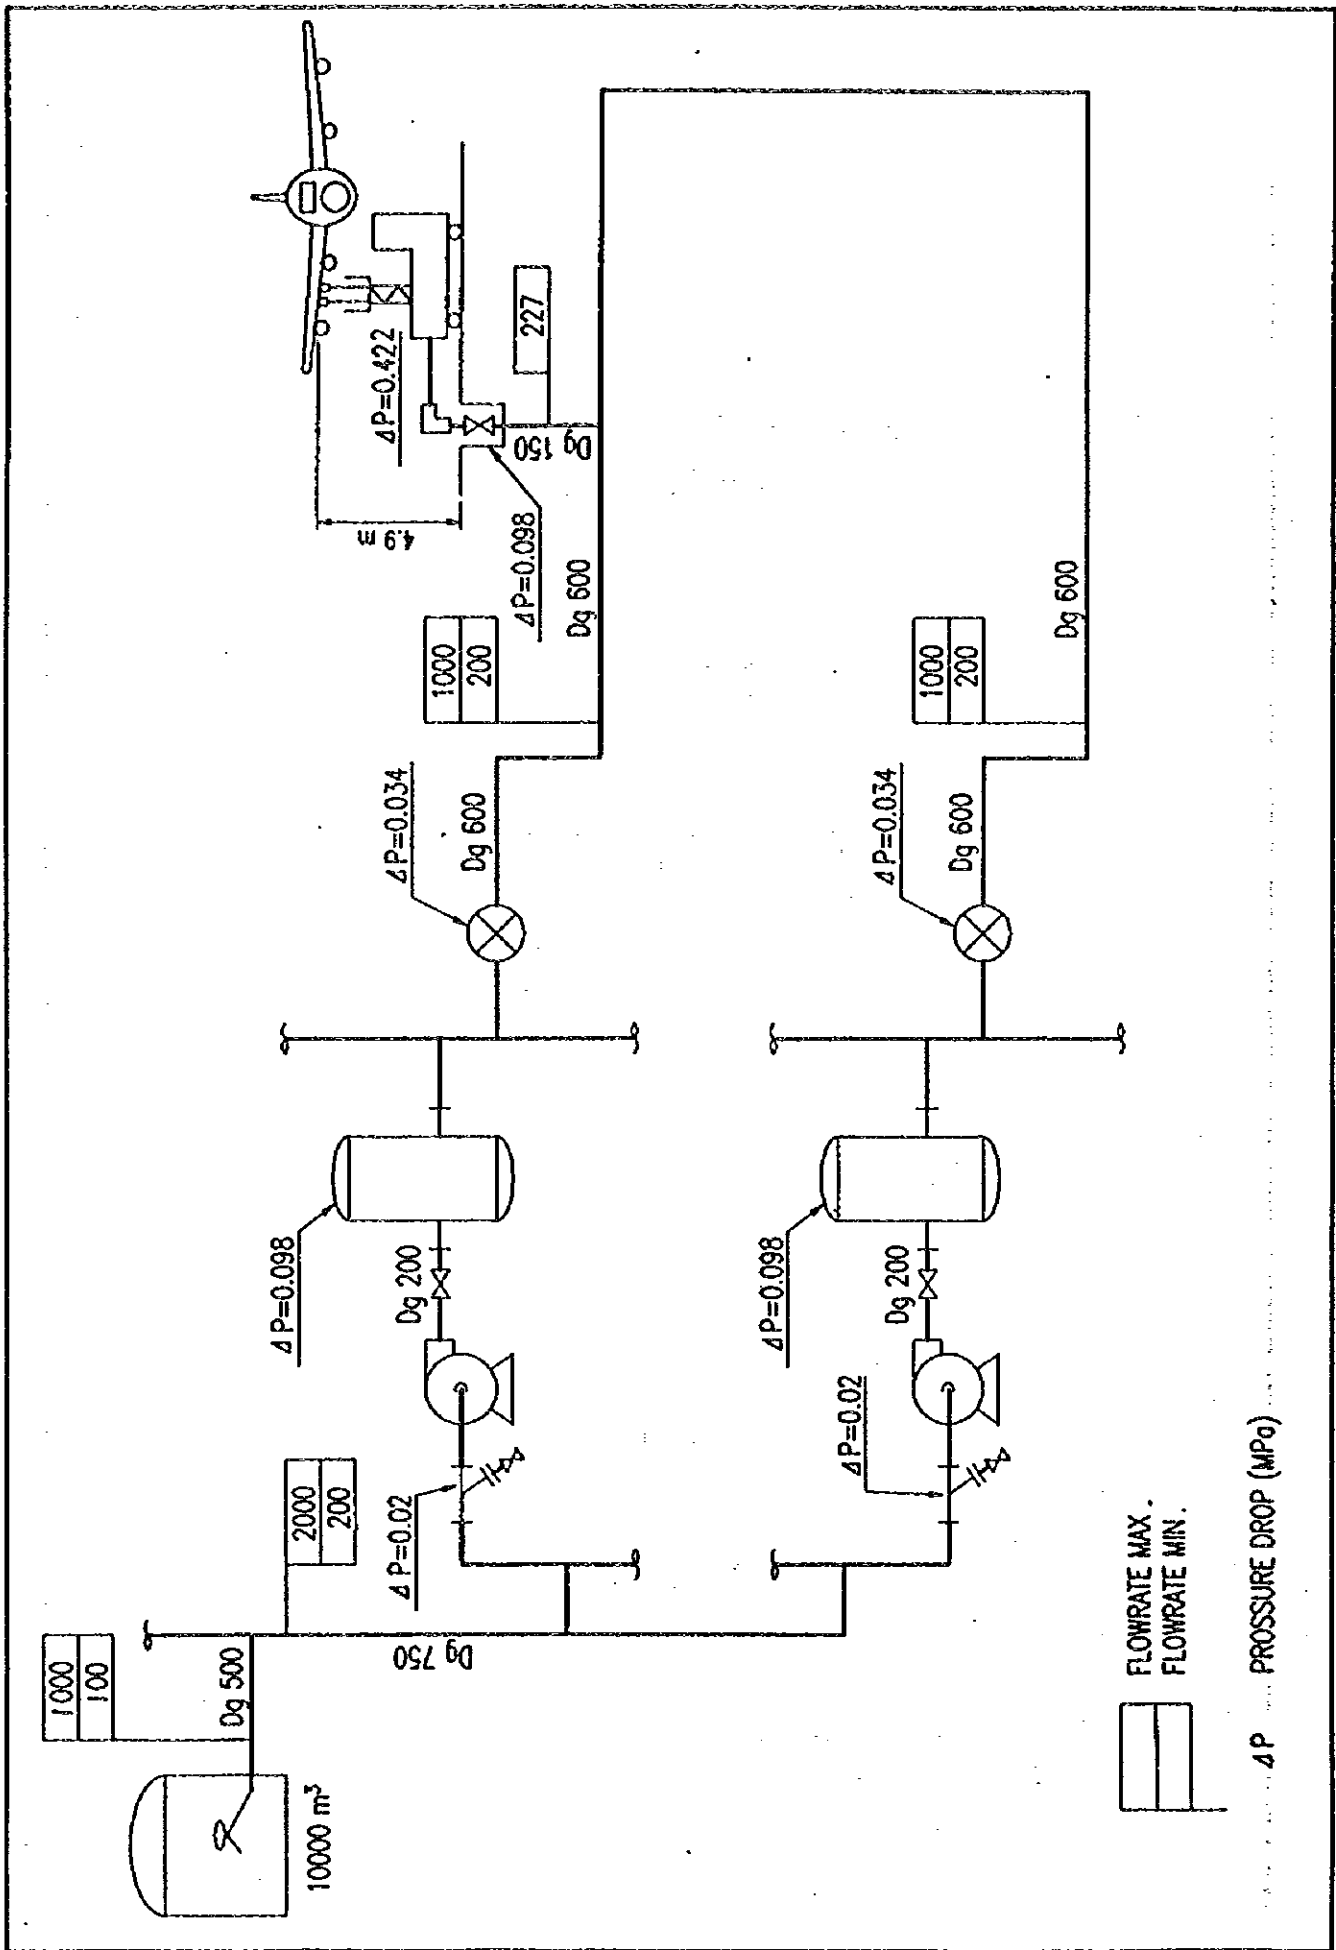 10000 m³
1000
100
Dg 500
2000
200
Dg 750
ΔP=0.02
ΔP=0.098
Dg 200
ΔP=0.034
Dg 600
1000
200
Dg 600
ΔP=0.098
4.9 m
ΔP=0.422
Dg 150
227
ΔP=0.02
ΔP=0.098
Dg 200
ΔP=0.034
Dg 600
1000
200
Dg 600
FLOWRATE MAX.
FLOWRATE MIN.
ΔP PROSSURE DROP (MPa)